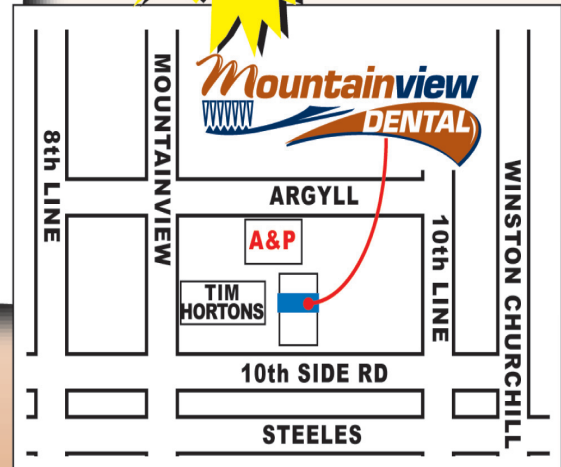 Mountainview
DENTAL
8th LINE
MOUNTAINVIEW
ARGYLL
A&P
TIM
HORTONS
10th LINE
WINSTON CHURCHILL
10th SIDE RD
STEELES